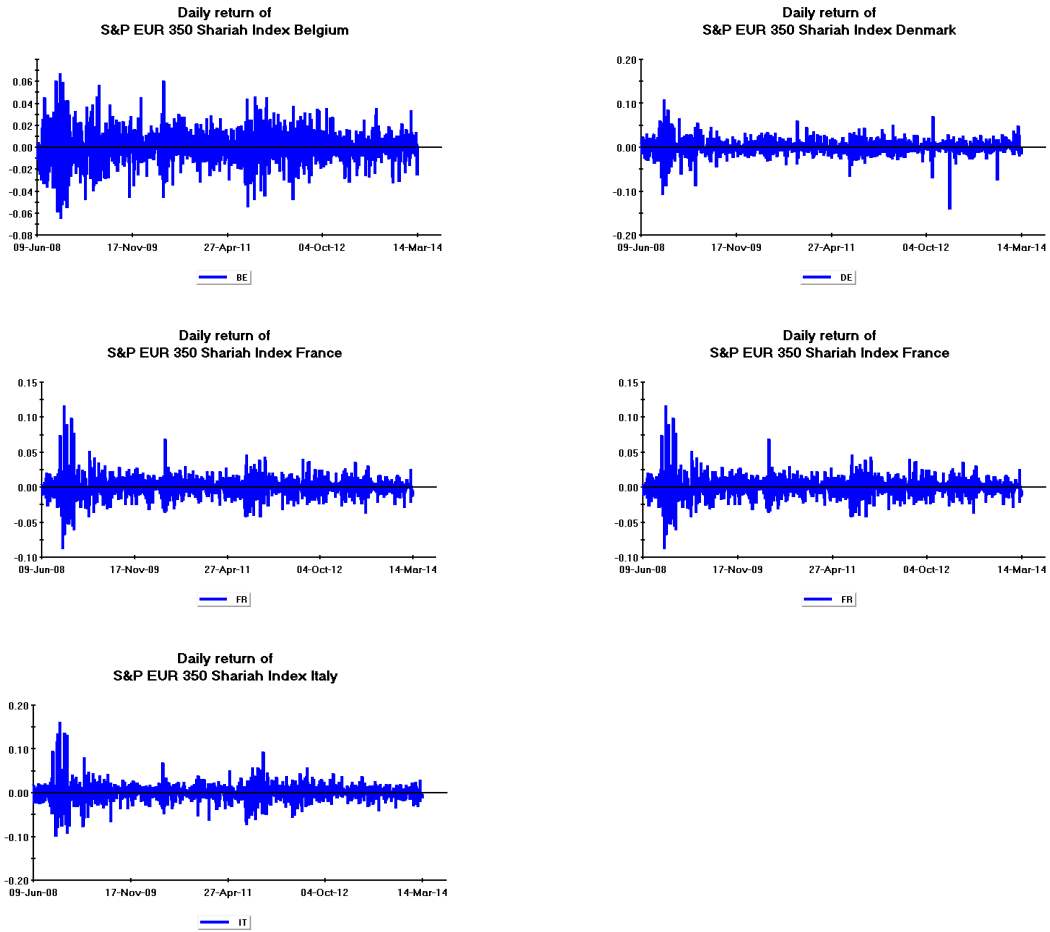 Daily return of
S&P EUR 350 Shariah Index Belgium
0.06
0.04
0.02
0.00
-0.02
-0.04
-0.06
-0.08
09-Jun-08 17-Nov-09 27-Apr-11 04-Oct-12 14-Mar-14
BE
Daily return of
S&P EUR 350 Shariah Index Denmark
0.20
0.10
0.00
-0.10
-0.20
09-Jun-08 17-Nov-09 27-Apr-11 04-Oct-12 14-Mar-14
DE
Daily return of
S&P EUR 350 Shariah Index France
0.15
0.10
0.05
0.00
-0.05
-0.10
09-Jun-08 17-Nov-09 27-Apr-11 04-Oct-12 14-Mar-14
FR
Daily return of
S&P EUR 350 Shariah Index France
0.15
0.10
0.05
0.00
-0.05
-0.10
09-Jun-08 17-Nov-09 27-Apr-11 04-Oct-12 14-Mar-14
FR
Daily return of
S&P EUR 350 Shariah Index Italy
0.20
0.10
0.00
-0.10
-0.20
09-Jun-08 17-Nov-09 27-Apr-11 04-Oct-12 14-Mar-14
IT